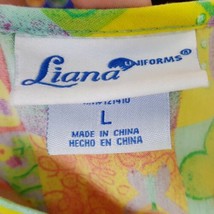 Liana UNIFORMS®
L
MADE IN CHINA
HECHO EN CHINA